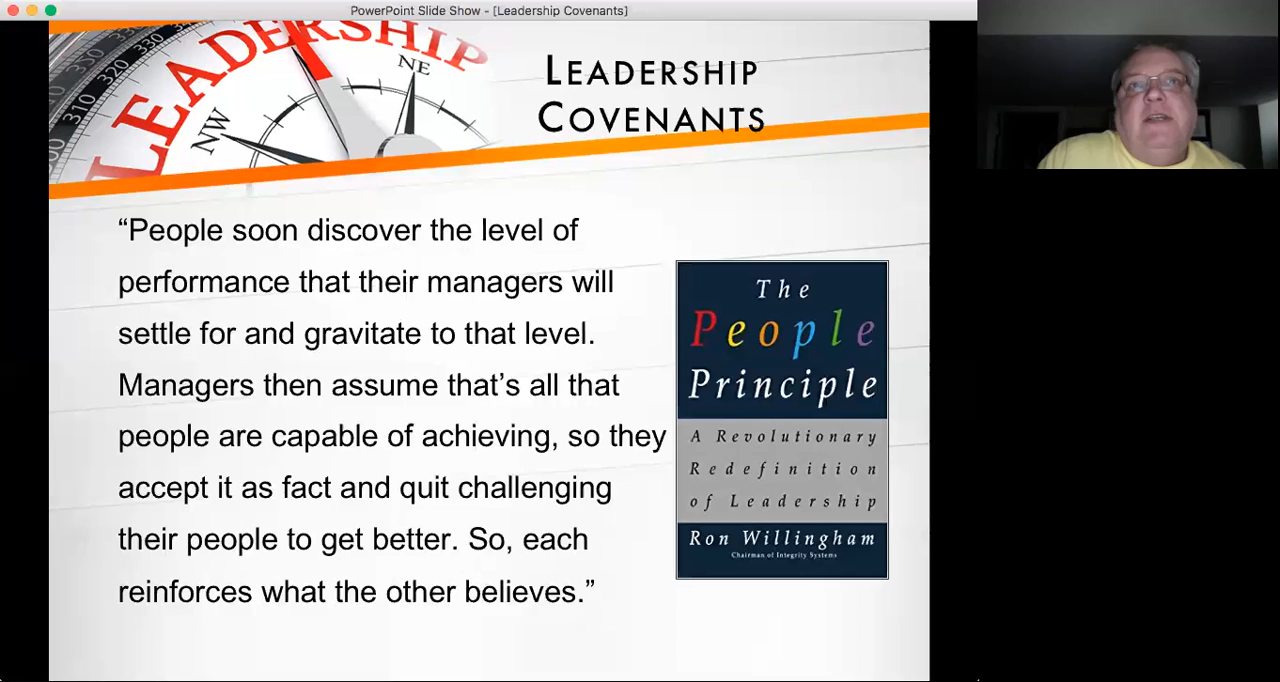 PowerPoint Slide Show - [Leadership Covenants]
LEADERSHIP
NW
NE
330
320
310
LEADERSHIP
COVENANTS
“People soon discover the level of
performance that their managers will
settle for and gravitate to that level.
Managers then assume that’s all that
people are capable of achieving, so they
accept it as fact and quit challenging
their people to get better. So, each
reinforces what the other believes.”
The
People
Principle
A Revolutionary
Redefinition
of Leadership
Ron Willingham
Chairman of Integrity Systems